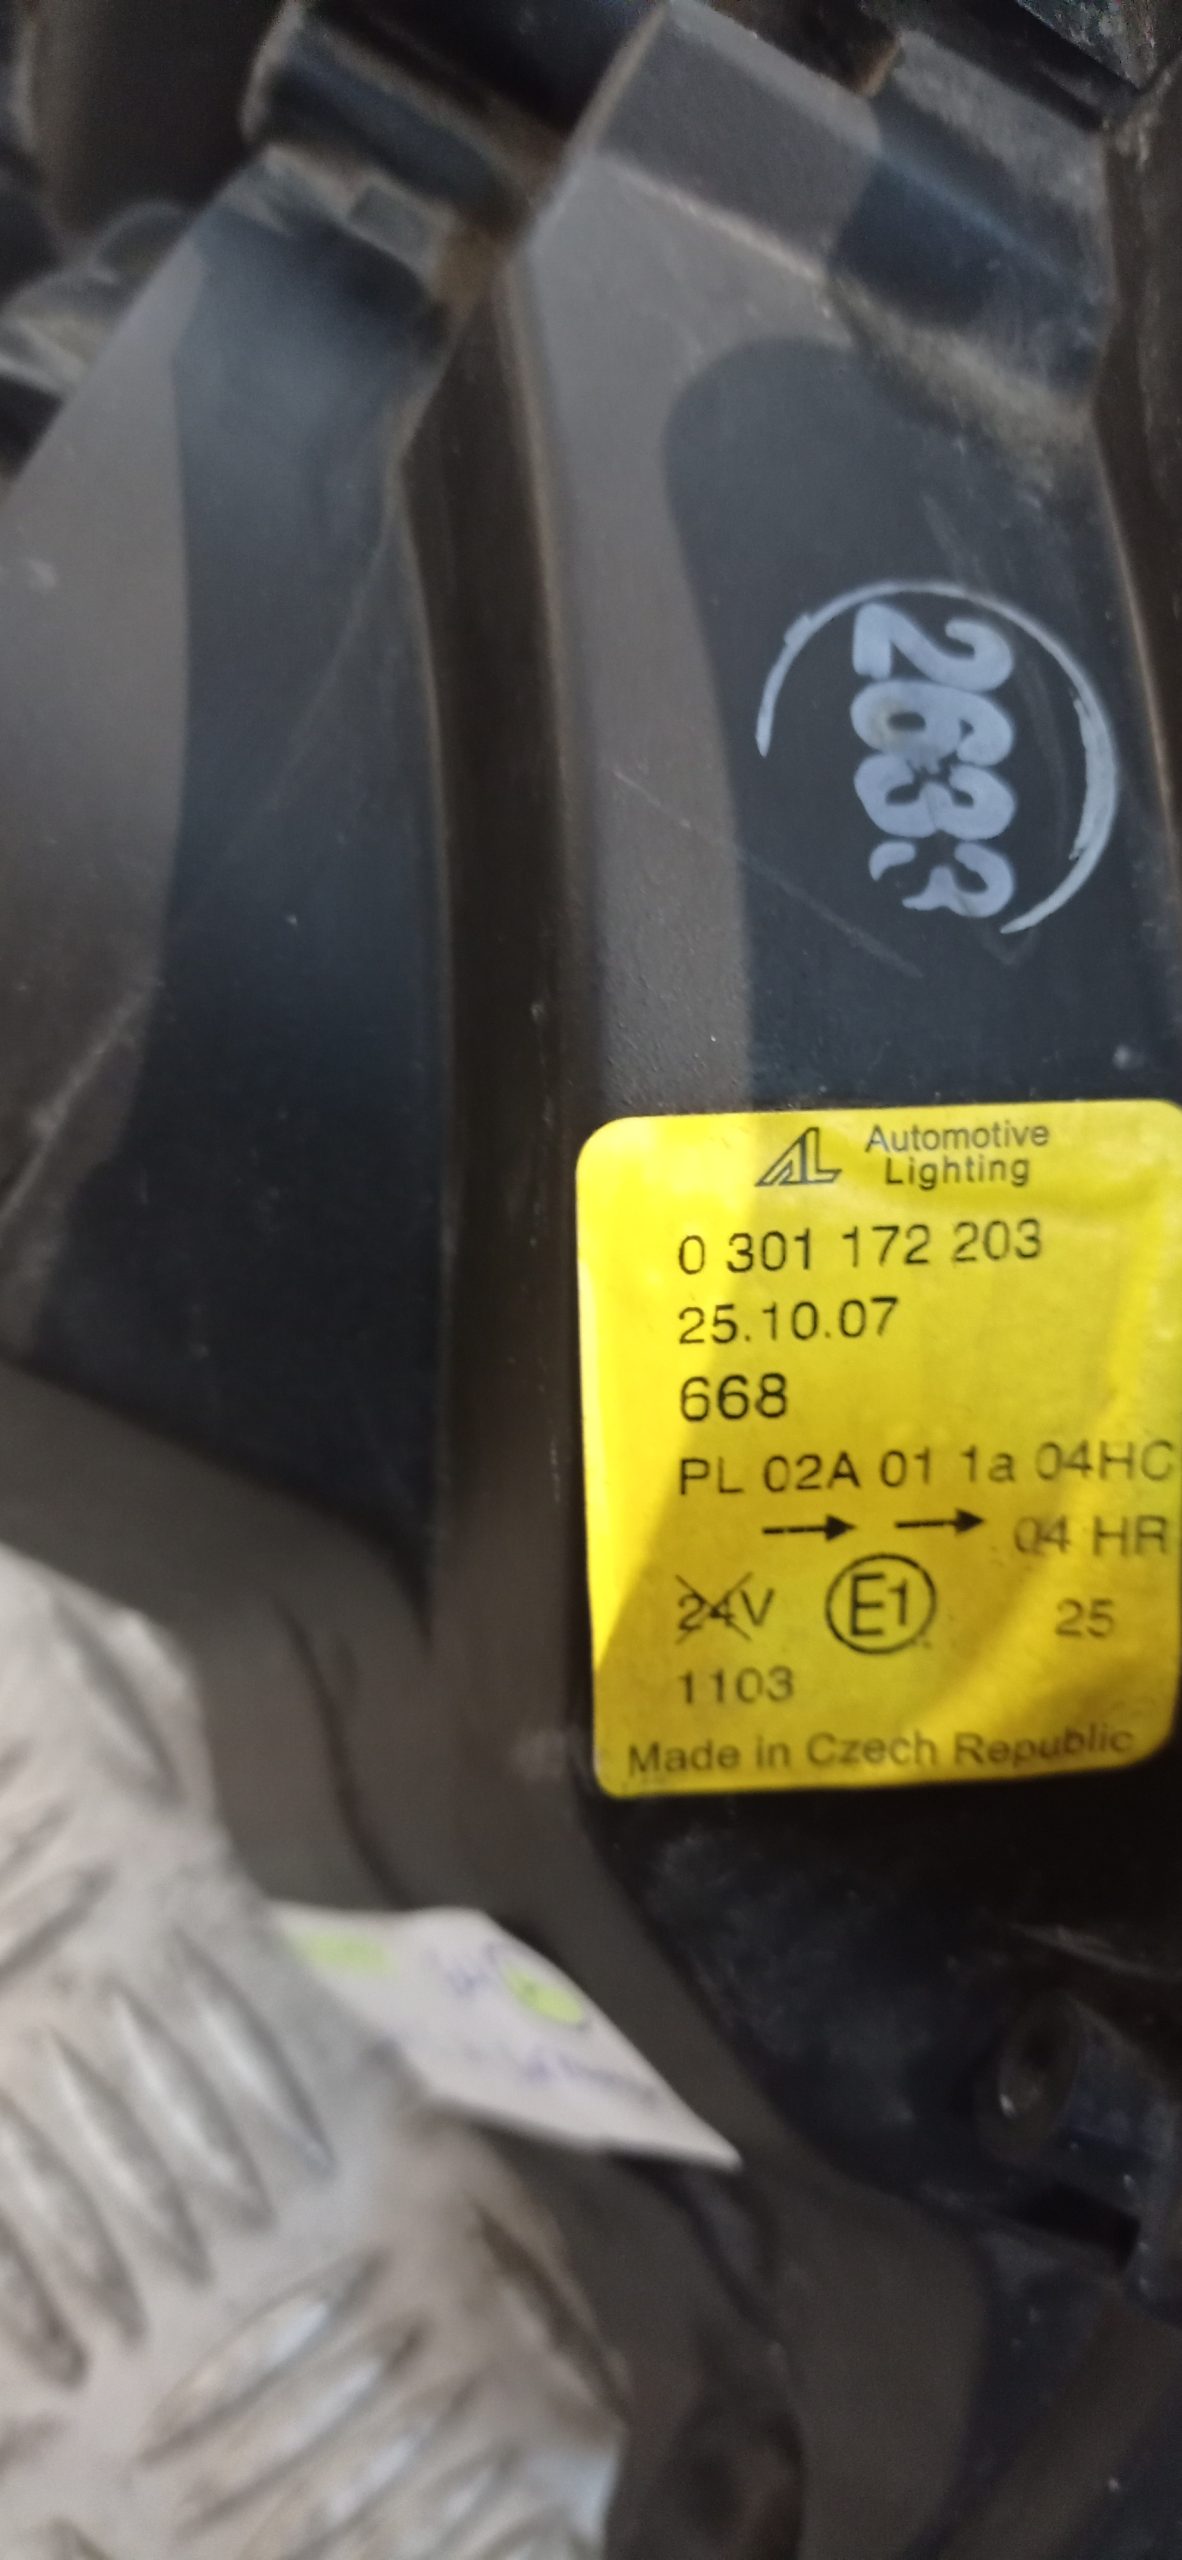 2633
AL Automotive
Lighting
0 301 172 203
25.10.07
668
PL 02A 01 1a 04HC
→ → 04 HR
24V E1 25
1103
Made in Czech Republic